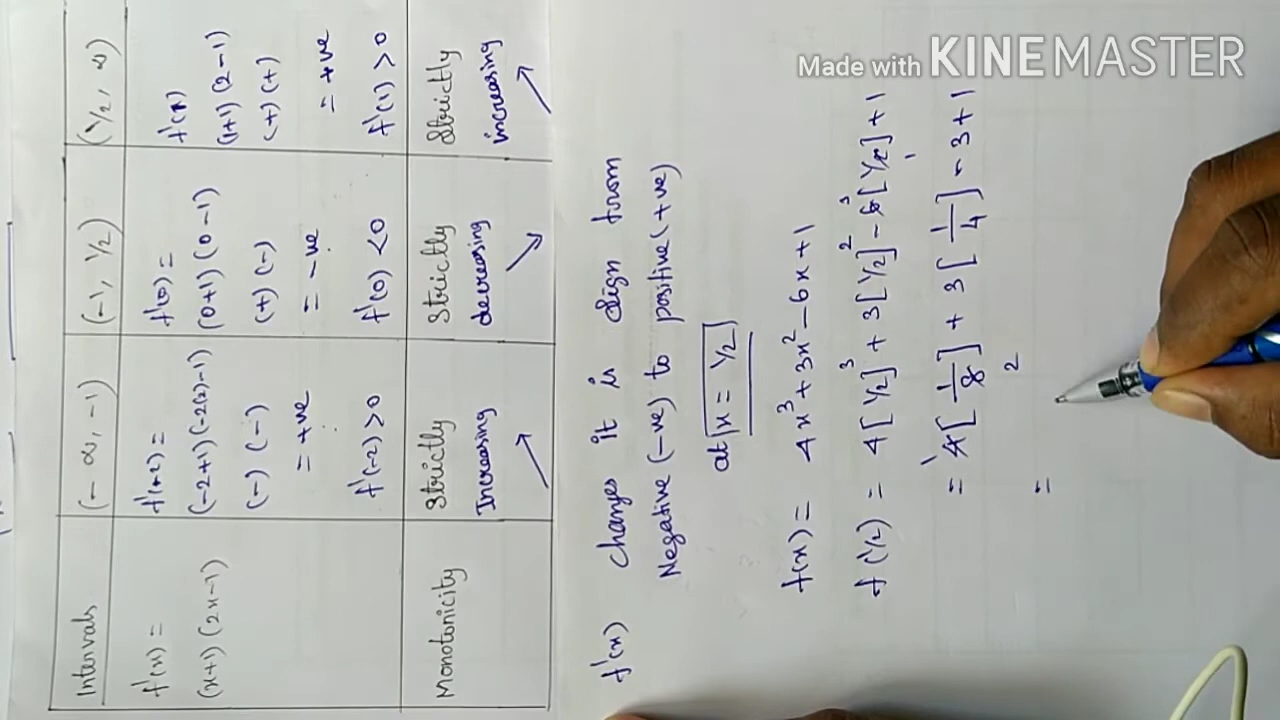 Made with KINEMASTER
Intervals (-∞, -1) (-1, 1/2) (1/2, ∞)
f'(x) = f'(-2) = f'(0) = f'(x)
(x+1) (2x-1) (-2+1) (-2(2)-1) (0+1) (0-1) (1+1) (2-1)
(-) (-) (+) (-) (+) (+)
= +ve = -ve = +ve
f'(-2) > 0 f'(0) < 0 f'(1) > 0
Monotonicity Strictly Strictly Strictly
Increasing decreasing increasing
↗ ↘ ↗
f'(x) changes it is sign from
Negative (-ve) to positive (+ve)
at x = 1/2
f(x) = 4x³ + 3x² - 6x + 1
f(1/2) = 4[1/2]³ + 3[1/2]² - 6[1/2] + 1
= 4[1/8] + 3[1/4] - 3 + 1
=